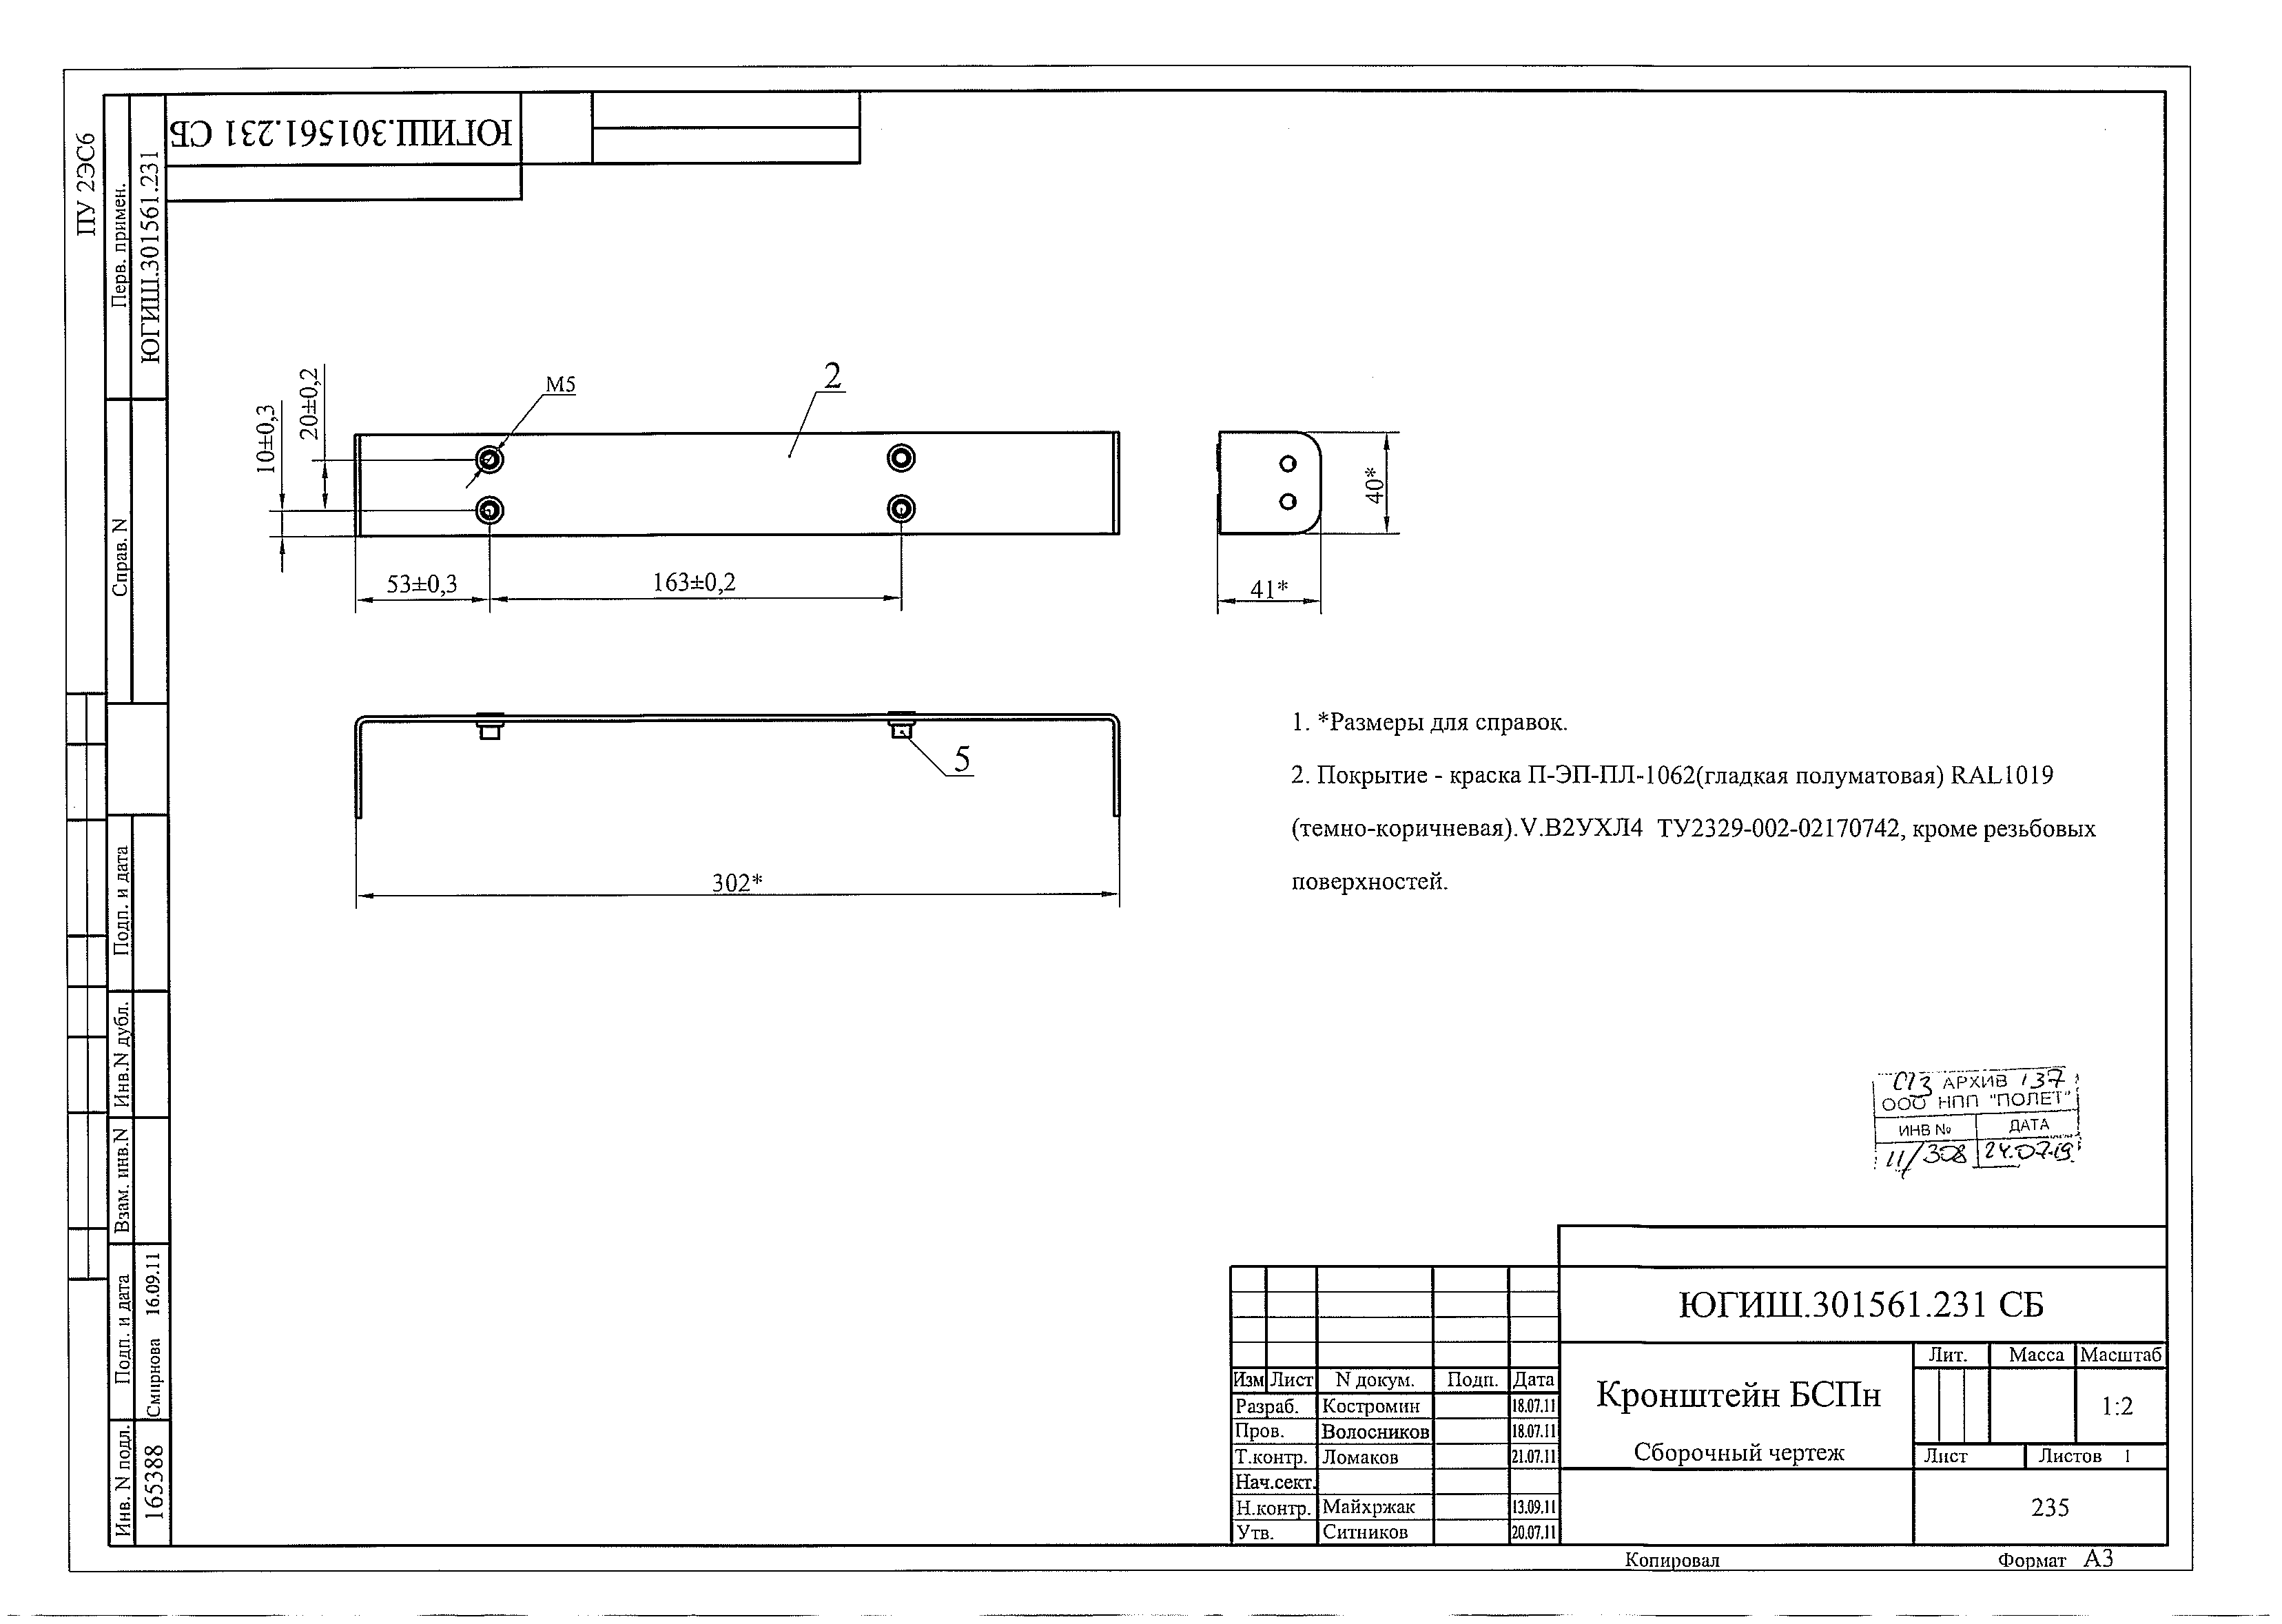 ЮГИШ.301561.231 СБ
ПУ 2ЭС6
Перв. примен.
ЮГИШ.301561.231
Справ. N
Подп. и дата
Инв.N дубл.
Взам. инв.N
Подп. и дата
Смирнова 16.09.11
Инв. N подл.
165388
10±0,3
20±0,2
М5
2
53±0,3
163±0,2
40*
41*
5
302*
1. *Размеры для справок.
2. Покрытие - краска П-ЭП-ПЛ-1062(гладкая полуматовая) RAL1019
(темно-коричневая).V.В2УХЛ4 ТУ2329-002-02170742, кроме резьбовых
поверхностей.
АРХИВ 137
ООО НПП "ПОЛЕТ"
ИНВ № ДАТА
11/308 24.07.19
ЮГИШ.301561.231 СБ
Лит. Масса Масштаб
Изм Лист N докум. Подп. Дата
Кронштейн БСПн
1:2
Разраб. Костромин 18.07.11
Пров. Волосников 18.07.11
Т.контр. Ломаков 21.07.11
Сборочный чертеж
Лист Листов 1
Нач.сект.
Н.контр. Майхржак 13.09.11
235
Утв. Ситников 20.07.11
Копировал Формат А3